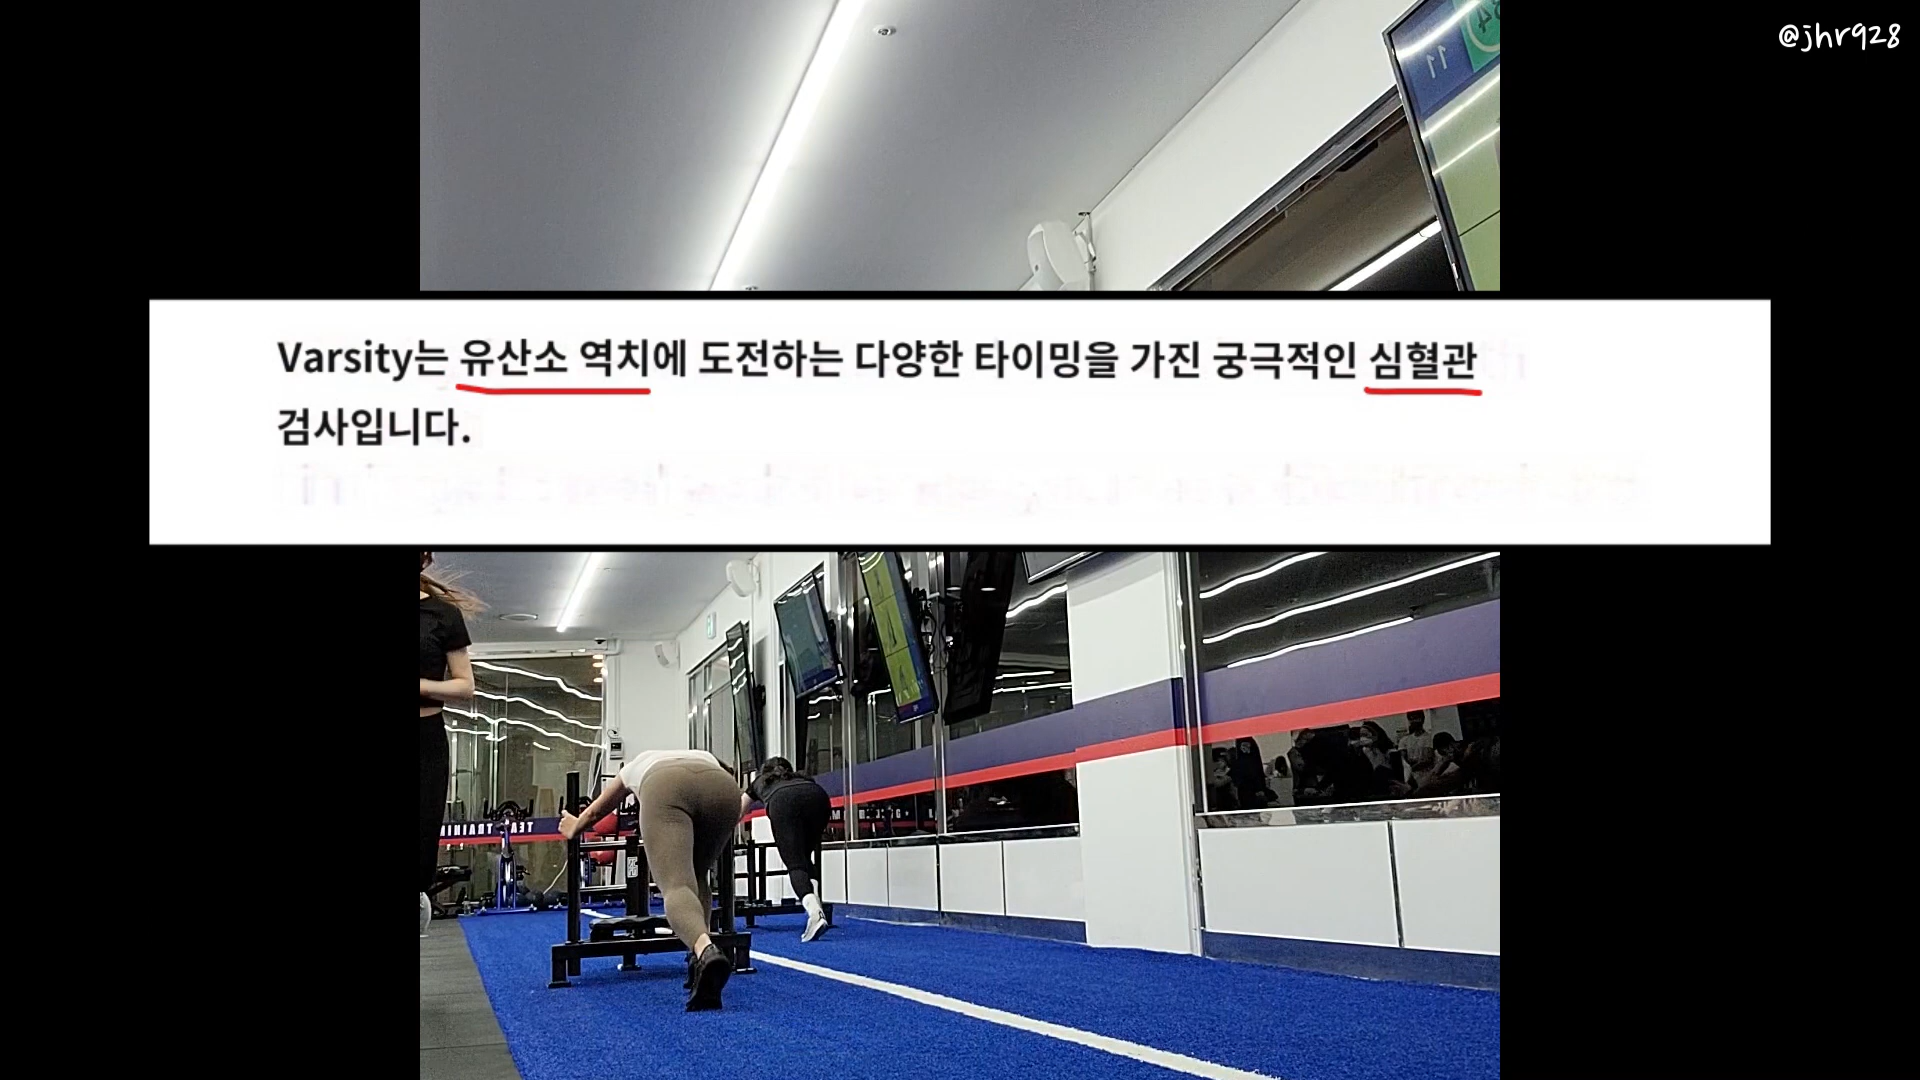 @jhr928
Varsity는 유산소 역치에 도전하는 다양한 타이밍을 가진 궁극적인 심혈관
검사입니다.